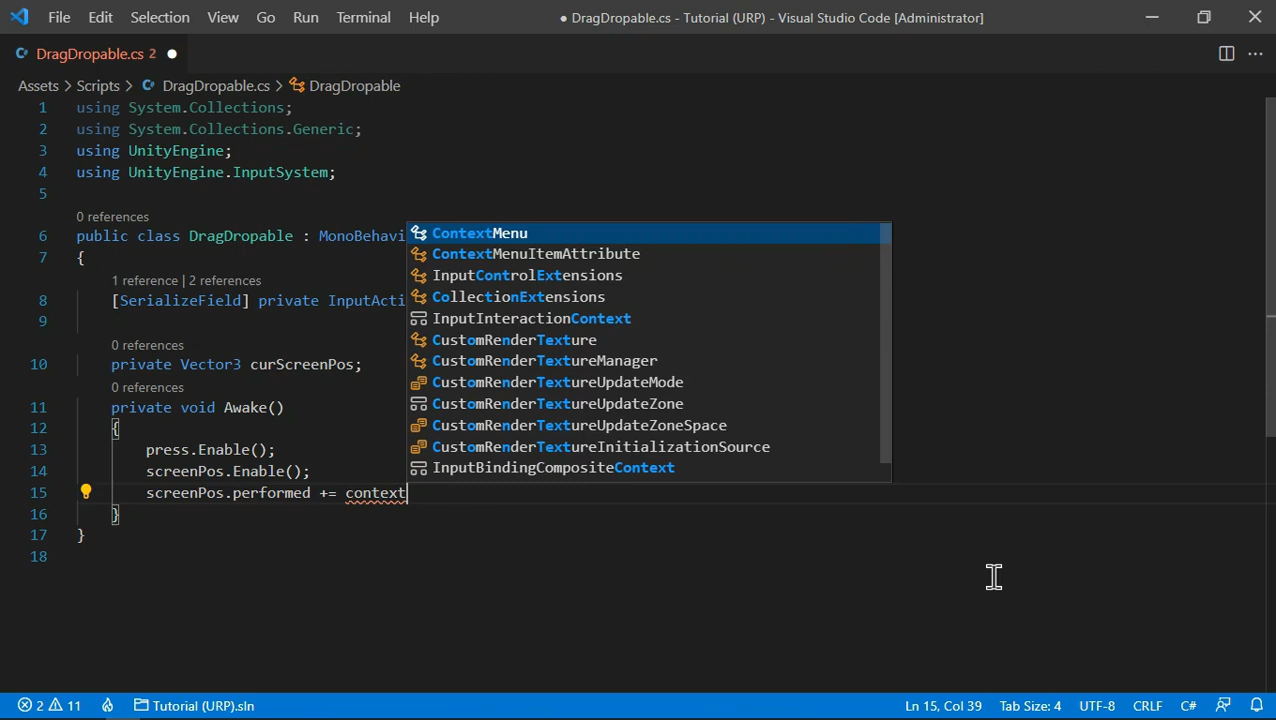 File Edit Selection View Go Run Terminal Help ● DragDropable.cs - Tutorial (URP) - Visual Studio Code [Administrator]
DragDropable.cs 2 ●
Assets > Scripts > DragDropable.cs > DragDropable
1 using System.Collections;
2 using System.Collections.Generic;
3 using UnityEngine;
4 using UnityEngine.InputSystem;
5
0 references
6 public class DragDropable : MonoBehavi
7 {
1 reference | 2 references
8 [SerializeField] private InputActi
9
0 references
10 private Vector3 curScreenPos;
0 references
11 private void Awake()
12 {
13 press.Enable();
14 screenPos.Enable();
15 screenPos.performed += context
16 }
17 }
18
ContextMenu
ContextMenuItemAttribute
InputControlExtensions
CollectionExtensions
InputInteractionContext
CustomRenderTexture
CustomRenderTextureManager
CustomRenderTextureUpdateMode
CustomRenderTextureUpdateZone
CustomRenderTextureUpdateZoneSpace
CustomRenderTextureInitializationSource
InputBindingCompositeContext
2 11 Tutorial (URP).sln Ln 15, Col 39 Tab Size: 4 UTF-8 CRLF C#